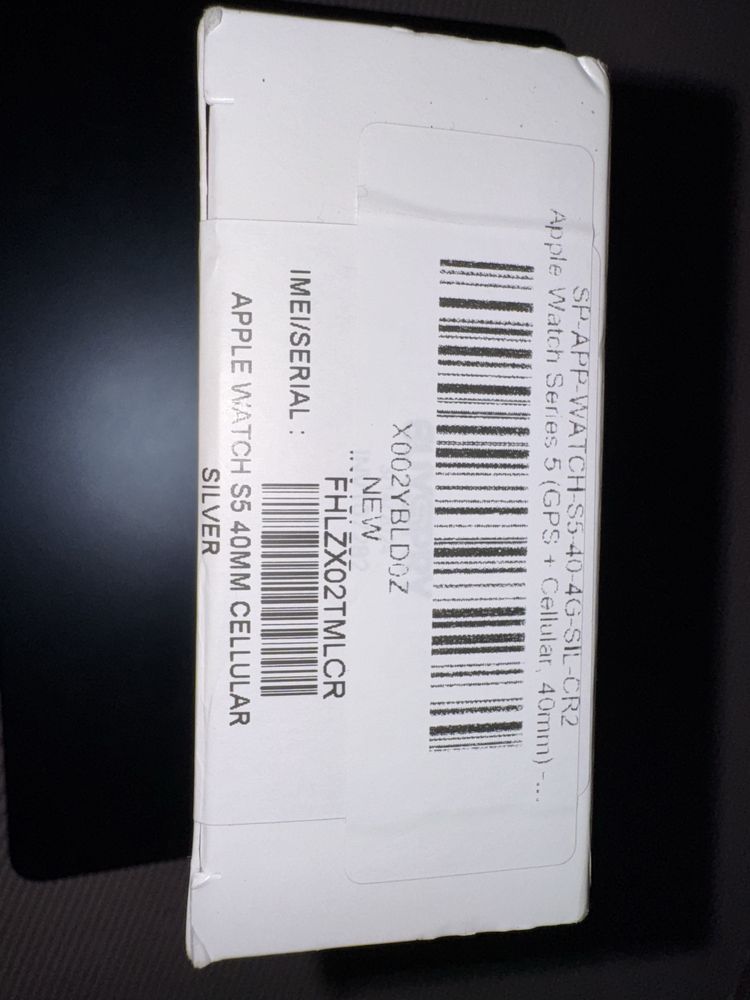 SP-APP-WATCH-S5-40-4G-SIL-CR2
Apple Watch Series 5 (GPS + Cellular, 40mm) -...
X002YBLD0Z
NEW
FHLZX02TMLCR
IMEI/SERIAL :
APPLE WATCH S5 40MM CELLULAR
SILVER